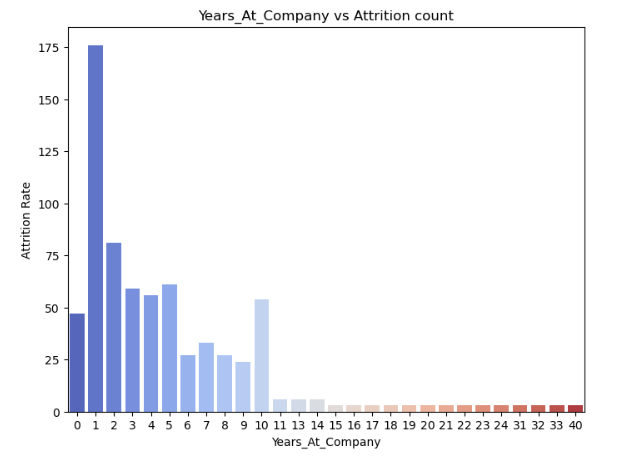 Years_At_Company vs Attrition count
Attrition Rate
175
150
125
100
75
50
25
0
0 1 2 3 4 5 6 7 8 9 10 11 13 14 15 16 17 18 19 20 21 22 23 24 31 32 33 40
Years_At_Company